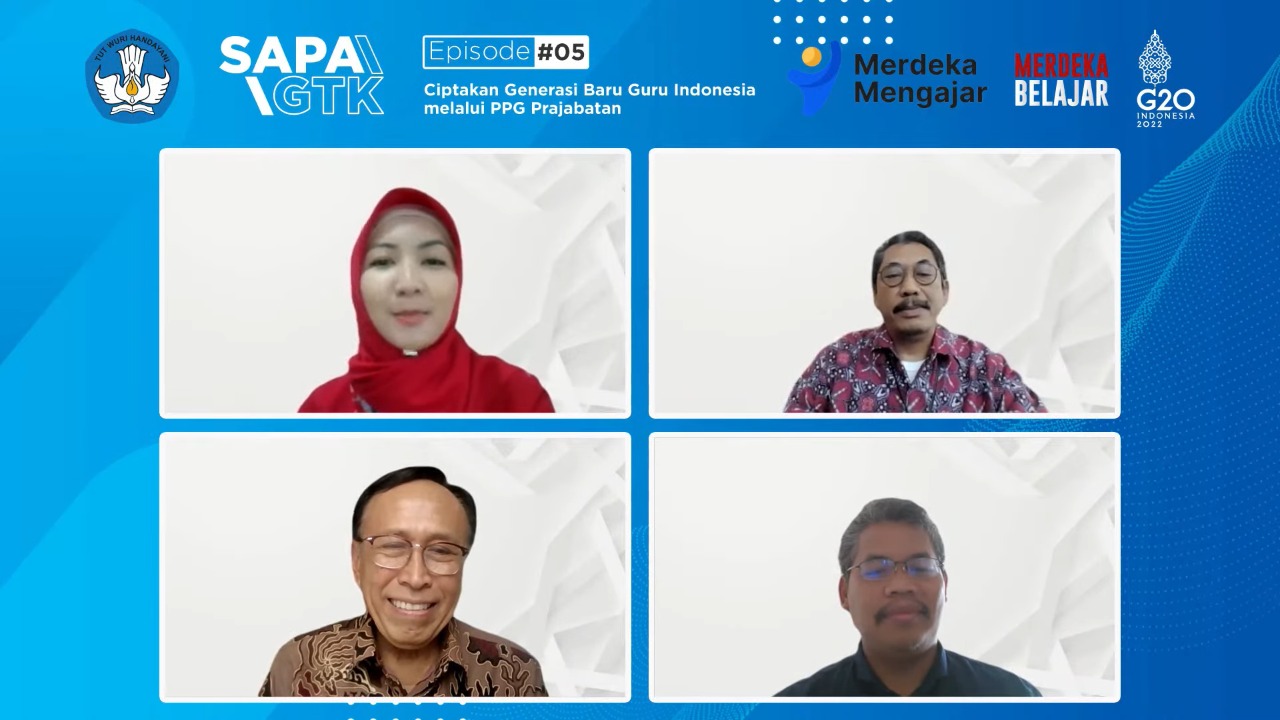 TUT WURI HANDAYANI
SAPA
GTK
Episode #05
Ciptakan Generasi Baru Guru Indonesia
melalui PPG Prajabatan
Merdeka
Mengajar
MERDEKA
BELAJAR
G20
INDONESIA
2022